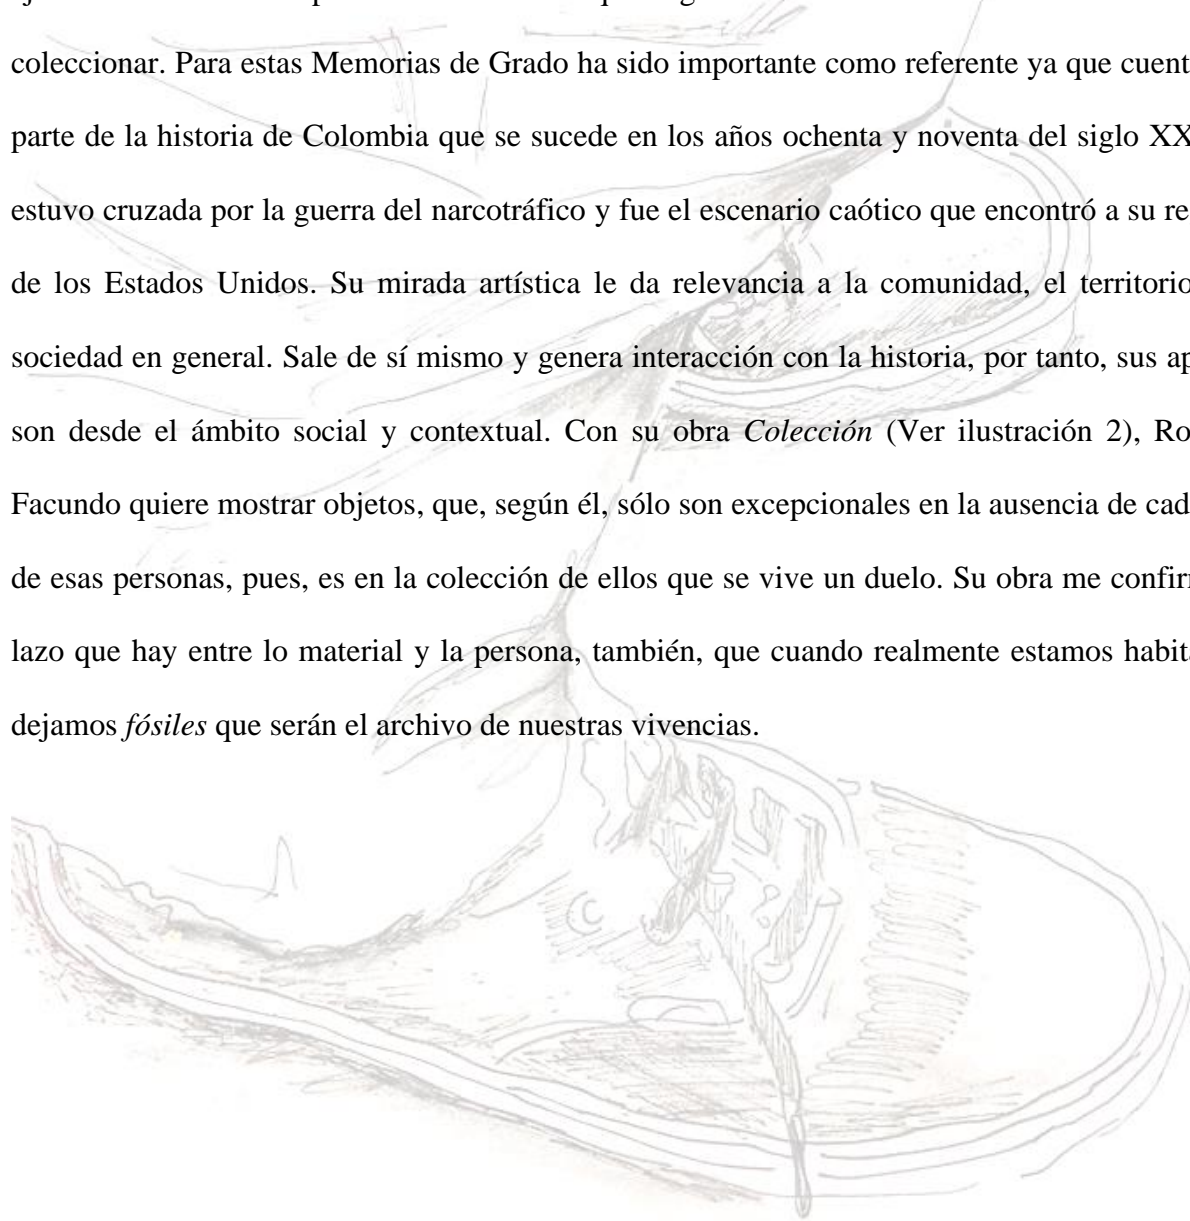 coleccionar. Para estas Memorias de Grado ha sido importante como referente ya que
parte de la historia de Colombia que se sucede en los años ochenta y noventa del siglo XX
estuvo cruzada por la guerra del narcotráfico y fue el escenario caótico que encontró a su
de los Estados Unidos. Su mirada artística le da relevancia a la comunidad, el territorio
sociedad en general. Sale de sí mismo y genera interacción con la historia, por tanto, sus
son desde el ámbito social y contextual. Con su obra Colección (Ver ilustración 2),
Facundo quiere mostrar objetos, que, según él, sólo son excepcionales en la ausencia de
de esas personas, pues, es en la colección de ellos que se vive un duelo. Su obra me
lazo que hay entre lo material y la persona, también, que cuando realmente estamos
dejamos fósiles que serán el archivo de nuestras vivencias.